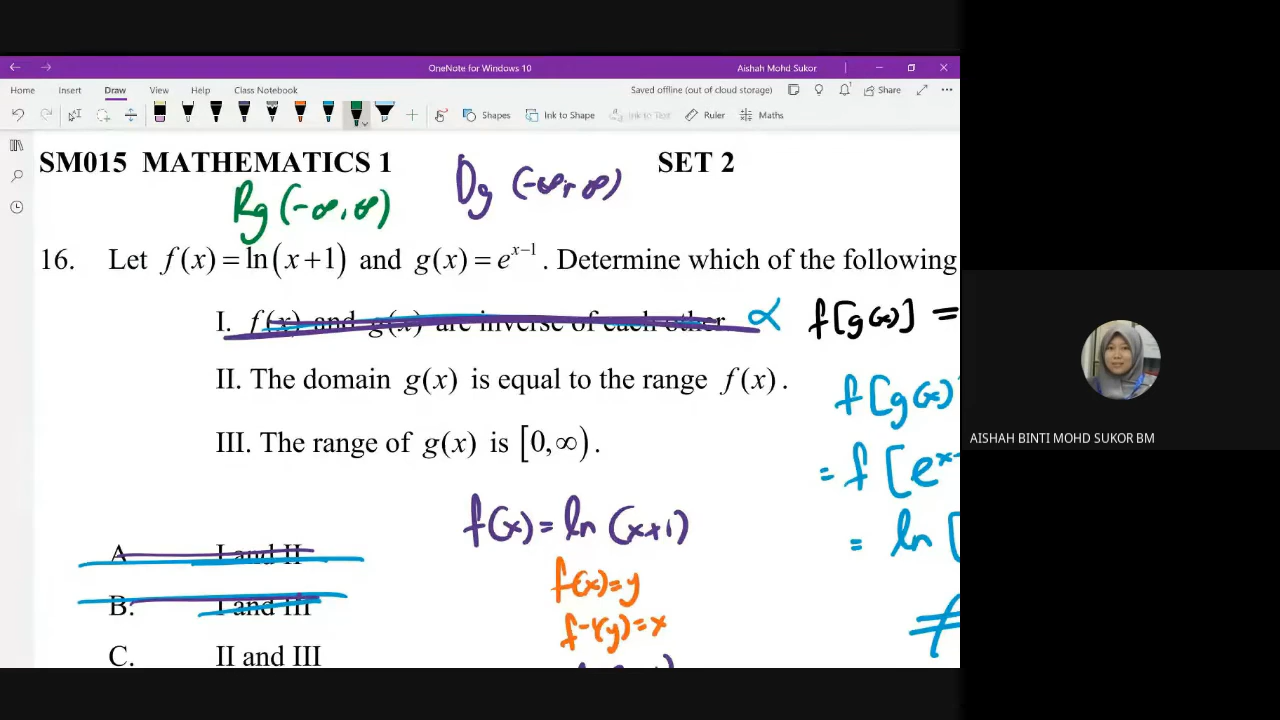 OneNote for Windows 10
Aishah Mohd Sukor
Home Insert Draw View Help Class Notebook
Saved offline (out of cloud storage)
Share
Shapes
Ink to Shape
Ink to Text
Ruler
Maths
SM015 MATHEMATICS 1
SET 2
Rg (-∞, ∞)
Dg (-∞, ∞)
16. Let f(x) = ln(x+1) and g(x) = e^{x-1}. Determine which of the following
I. f(x) and g(x) are inverse of each other.
f[g(x)] =
II. The domain g(x) is equal to the range f(x).
f[g(x)
III. The range of g(x) is [0, ∞).
= f[e^{x-
f(x) = ln (x+1)
= ln [
A I and II
f(x) = y
B. I and III
f-1(y) = x
≠
C. II and III
AISHAH BINTI MOHD SUKOR BM